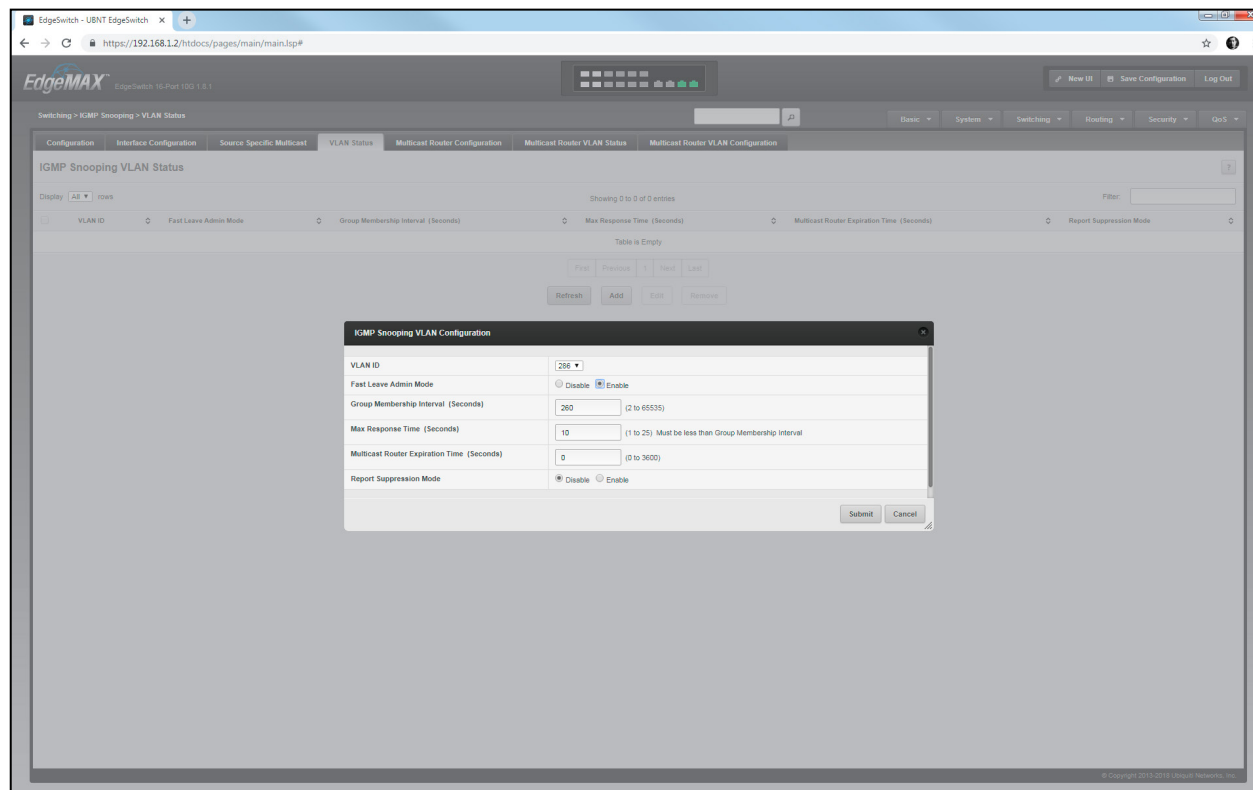 EdgeSwitch - UBNT EdgeSwitch
https://192.168.1.2/htdocs/pages/main/main.lsp#
EdgeMAX EdgeSwitch 16-Port 10G 1.8.1
New UI Save Configuration Log Out
Switching > IGMP Snooping > VLAN Status
Basic System Switching Routing Security QoS
Configuration Interface Configuration Source Specific Multicast VLAN Status Multicast Router Configuration Multicast Router VLAN Status Multicast Router VLAN Configuration
IGMP Snooping VLAN Status
?
Display All rows Showing 0 to 0 of 0 entries Filter:
VLAN ID Fast Leave Admin Mode Group Membership Interval (Seconds) Max Response Time (Seconds) Multicast Router Expiration Time (Seconds) Report Suppression Mode
Table is Empty
First Previous 1 Next Last
Refresh Add Edit Remove
IGMP Snooping VLAN Configuration
VLAN ID 286
Fast Leave Admin Mode Disable Enable
Group Membership Interval (Seconds) 260 (2 to 65535)
Max Response Time (Seconds) 10 (1 to 25) Must be less than Group Membership Interval
Multicast Router Expiration Time (Seconds) 0 (0 to 3600)
Report Suppression Mode Disable Enable
Submit Cancel
© Copyright 2013-2018 Ubiquiti Networks, Inc.